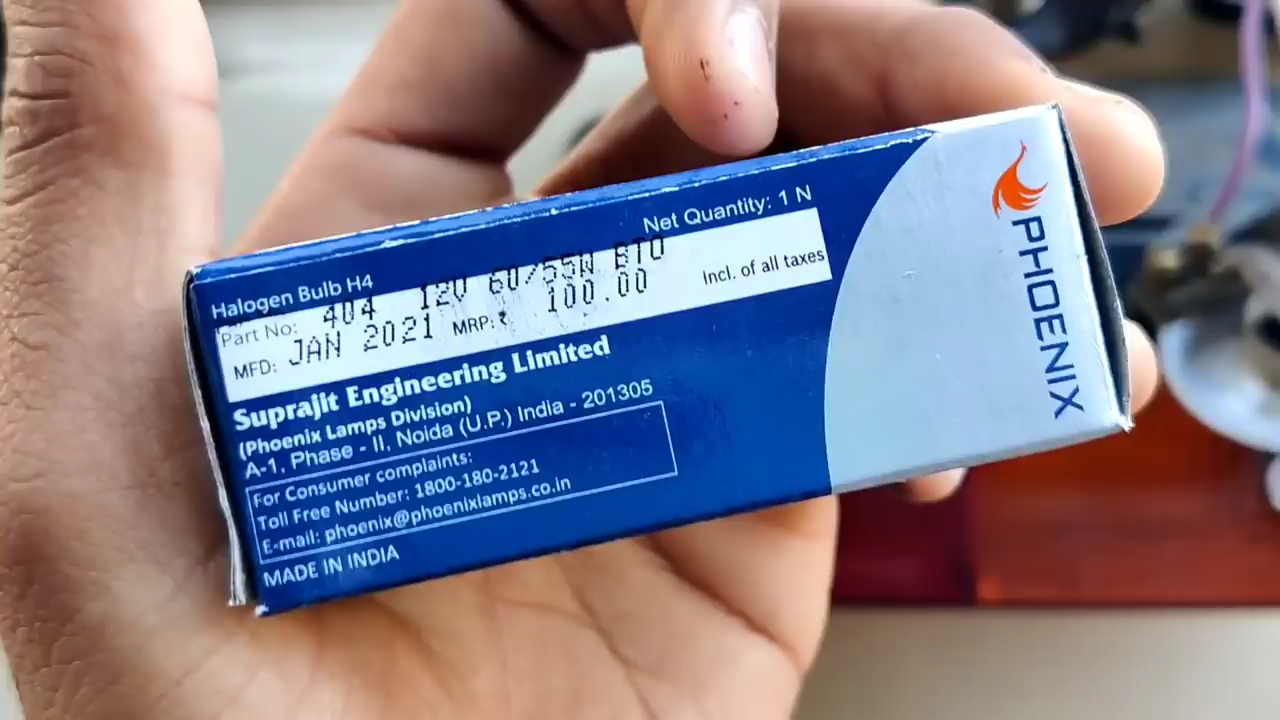 Net Quantity: 1 N
Halogen Bulb H4
Part No: 404 12V 60/55W BTO
MFD: JAN 2021 MRP:₹ 100.00 Incl. of all taxes
Suprajit Engineering Limited
(Phoenix Lamps Division)
A-1, Phase - II, Noida (U.P.) India - 201305
For Consumer complaints:
Toll Free Number: 1800-180-2121
E-mail: phoenix@phoenixlamps.co.in
MADE IN INDIA
PHOENIX